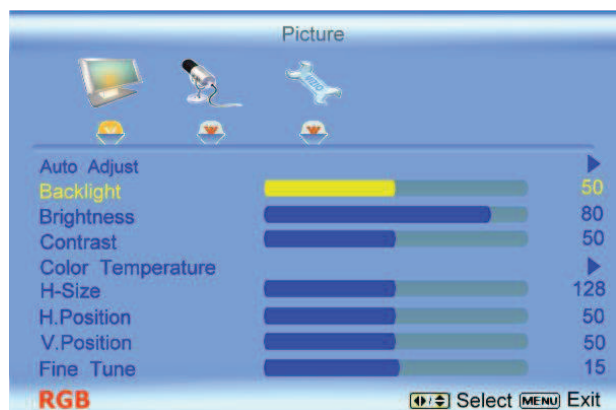 Picture
VIZIO
Auto Adjust
Backlight 50
Brightness 80
Contrast 50
Color Temperature
H-Size 128
H.Position 50
V.Position 50
Fine Tune 15
RGB Select MENU Exit